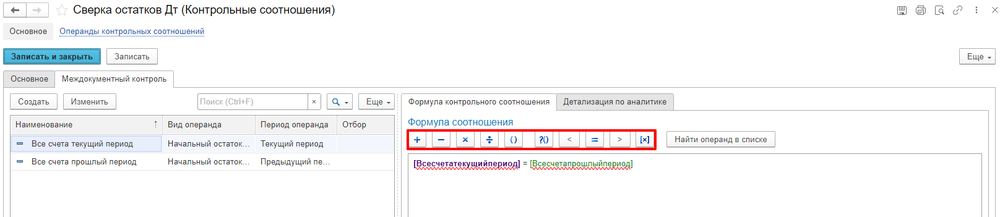 Сверка остатков Дт (Контрольные соотношения)
Основное Операнды контрольных соотношений
Записать и закрыть Записать Еще
Основное Междокументный контроль
Создать Изменить Поиск (Ctrl+F) × Еще
Формула контрольного соотношения Детализация по аналитике
Наименование ↑ Вид операнда Период операнда Отбор
Формула соотношения
+ − × ÷ () ?() < = > [×] Найти операнд в списке
Все счета текущий период Начальный остаток... Текущий период
Все счета прошлый период Начальный остаток... Предыдущий пе...
[Всесчетатекущийпериод] = [Всесчетапрошлыйпериод]